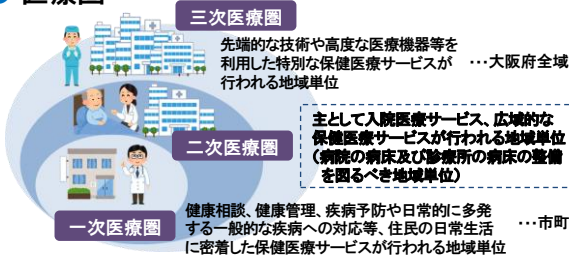 医療圏
三次医療圏
先端的な技術や高度な医療機器等を
利用した特別な保健医療サービスが …大阪府全域
行われる地域単位
二次医療圏
主として入院医療サービス、広域的な
保健医療サービスが行われる地域単位
(病院の病床及び診療所の病床の整備
を図るべき地域単位)
一次医療圏
健康相談、健康管理、疾病予防や日常的に多発
する一般的な疾病への対応等、住民の日常生活 …市町
に密着した保健医療サービスが行われる地域単位